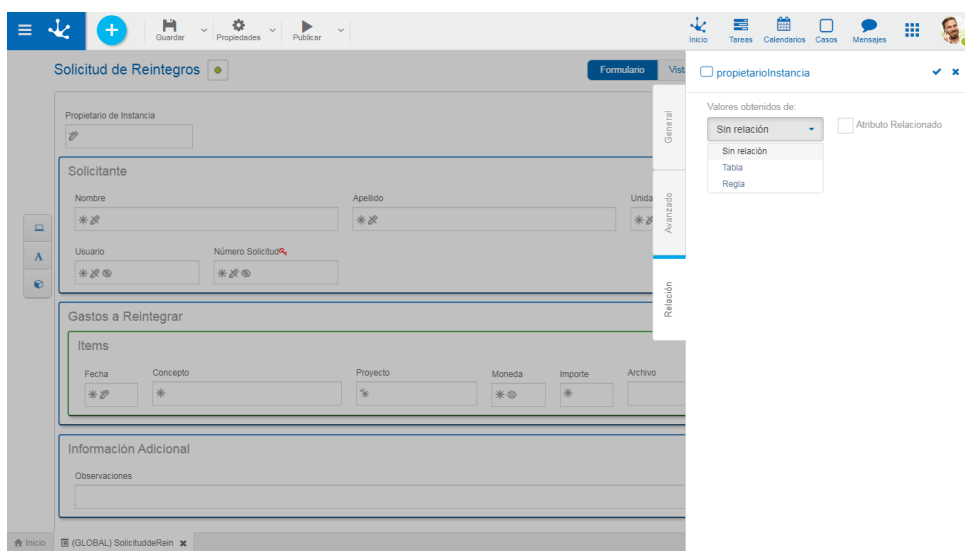 Guardar
Propiedades
Publicar
Inicio
Tareas
Calendarios
Casos
Mensajes
Solicitud de Reintegros
Formulario
Vist
Propietario de Instancia
Solicitante
Nombre
Apellido
Unida
Usuario
Número Solicitud
Gastos a Reintegrar
Items
Fecha
Concepto
Proyecto
Moneda
Importe
Archivo
Información Adicional
Observaciones
General
Avanzado
Relación
propietarioInstancia
Valores obtenidos de:
Sin relación
Atributo Relacionado
Sin relación
Tabla
Regla
A
Inicio
(GLOBAL) SolicituddeRein